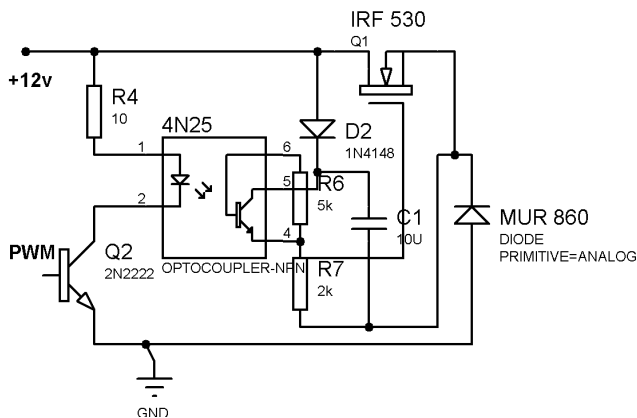 IRF 530
Q1
+12v
R4
10
4N25
D2
1N4148
1
6
5
R6
5k
2
4
C1
10U
MUR 860
DIODE
PRIMITIVE=ANALOG
PWM
Q2
2N2222
OPTOCOUPLER-NPN
R7
2k
GND